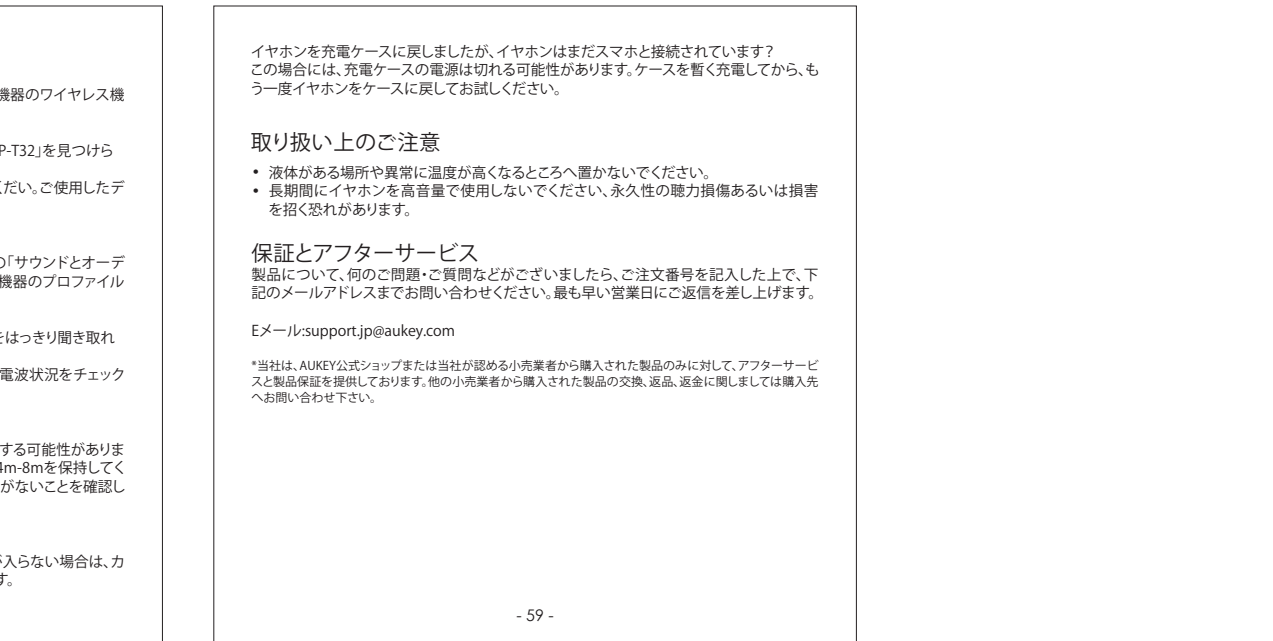 機器のワイヤレス機
P-T32」を見つけら
くだい。ご使用したデ
の「サウンドとオーデ
機器のプロファイル
をはっきり聞き取れ
電波状況をチェック
する可能性がありま
4m-8mを保持してく
がないことを確認し
が入らない場合は、カ
す。
イヤホンを充電ケースに戻しましたが、イヤホンはまだスマホと接続されています？
この場合には、充電ケースの電源は切れる可能性があります。ケースを暫く充電してから、も
う一度イヤホンをケースに戻してお試しください。
取り扱い上のご注意
• 液体がある場所や異常に温度が高くなるところへ置かないでください。
• 長期間にイヤホンを高音量で使用しないでください、永久性の聴力損傷あるいは損害
を招く恐れがあります。
保証とアフターサービス
製品について、何のご問題・ご質問などがございましたら、ご注文番号を記入した上で、下
記のメールアドレスまでお問い合わせください。最も早い営業日にご返信を差し上げます。
Eメール:support.jp@aukey.com
*当社は、AUKEY公式ショップまたは当社が認める小売業者から購入された製品のみに対して、アフターサービ
スと製品保証を提供しております。他の小売業者から購入された製品の交換、返品、返金に関しましては購入先
へお問い合わせ下さい。
- 59 -